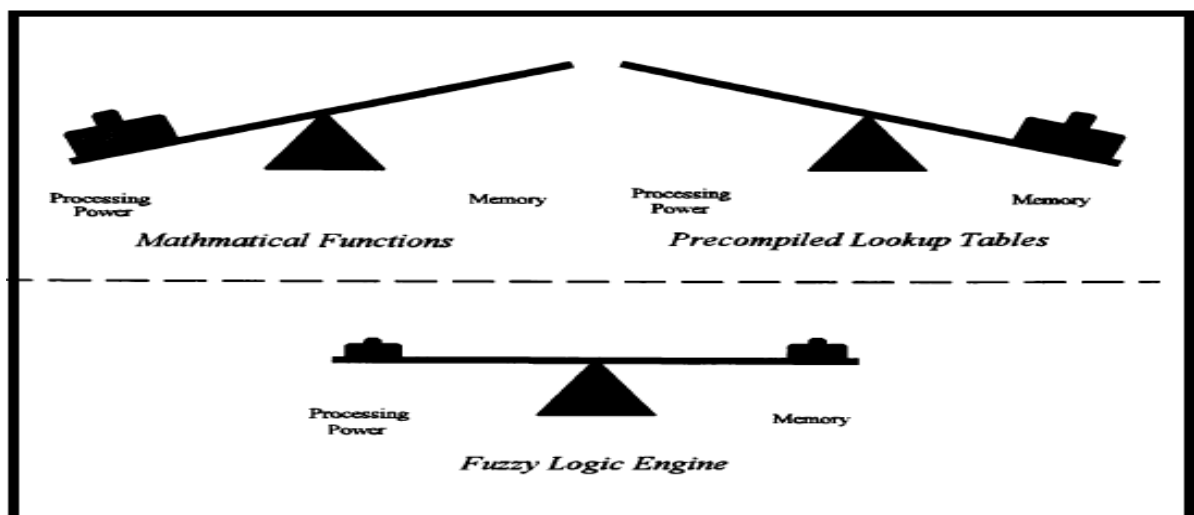 Processing
Power
Memory
Mathmatical Functions
Processing
Power
Memory
Precompiled Lookup Tables
Processing
Power
Memory
Fuzzy Logic Engine